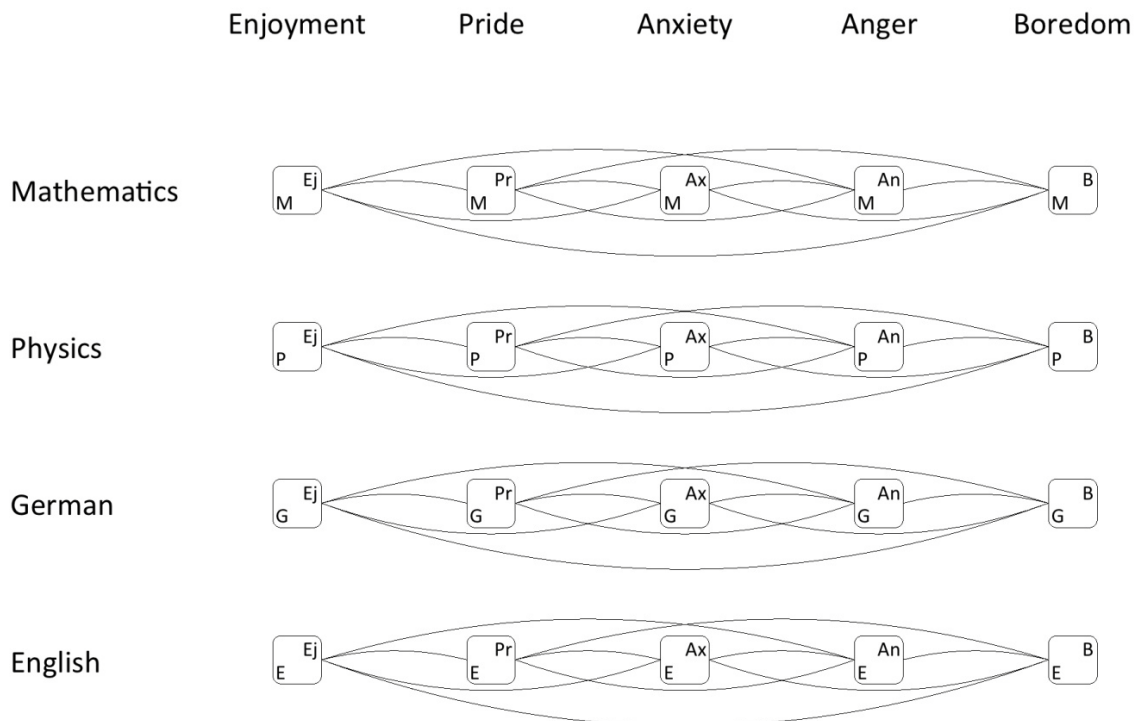 Enjoyment Pride Anxiety Anger Boredom
Ej Pr Ax An B
Mathematics
M M M M M
Ej Pr Ax An B
Physics
P P P P P
Ej Pr Ax An B
German
G G G G G
Ej Pr Ax An B
English
E E E E E